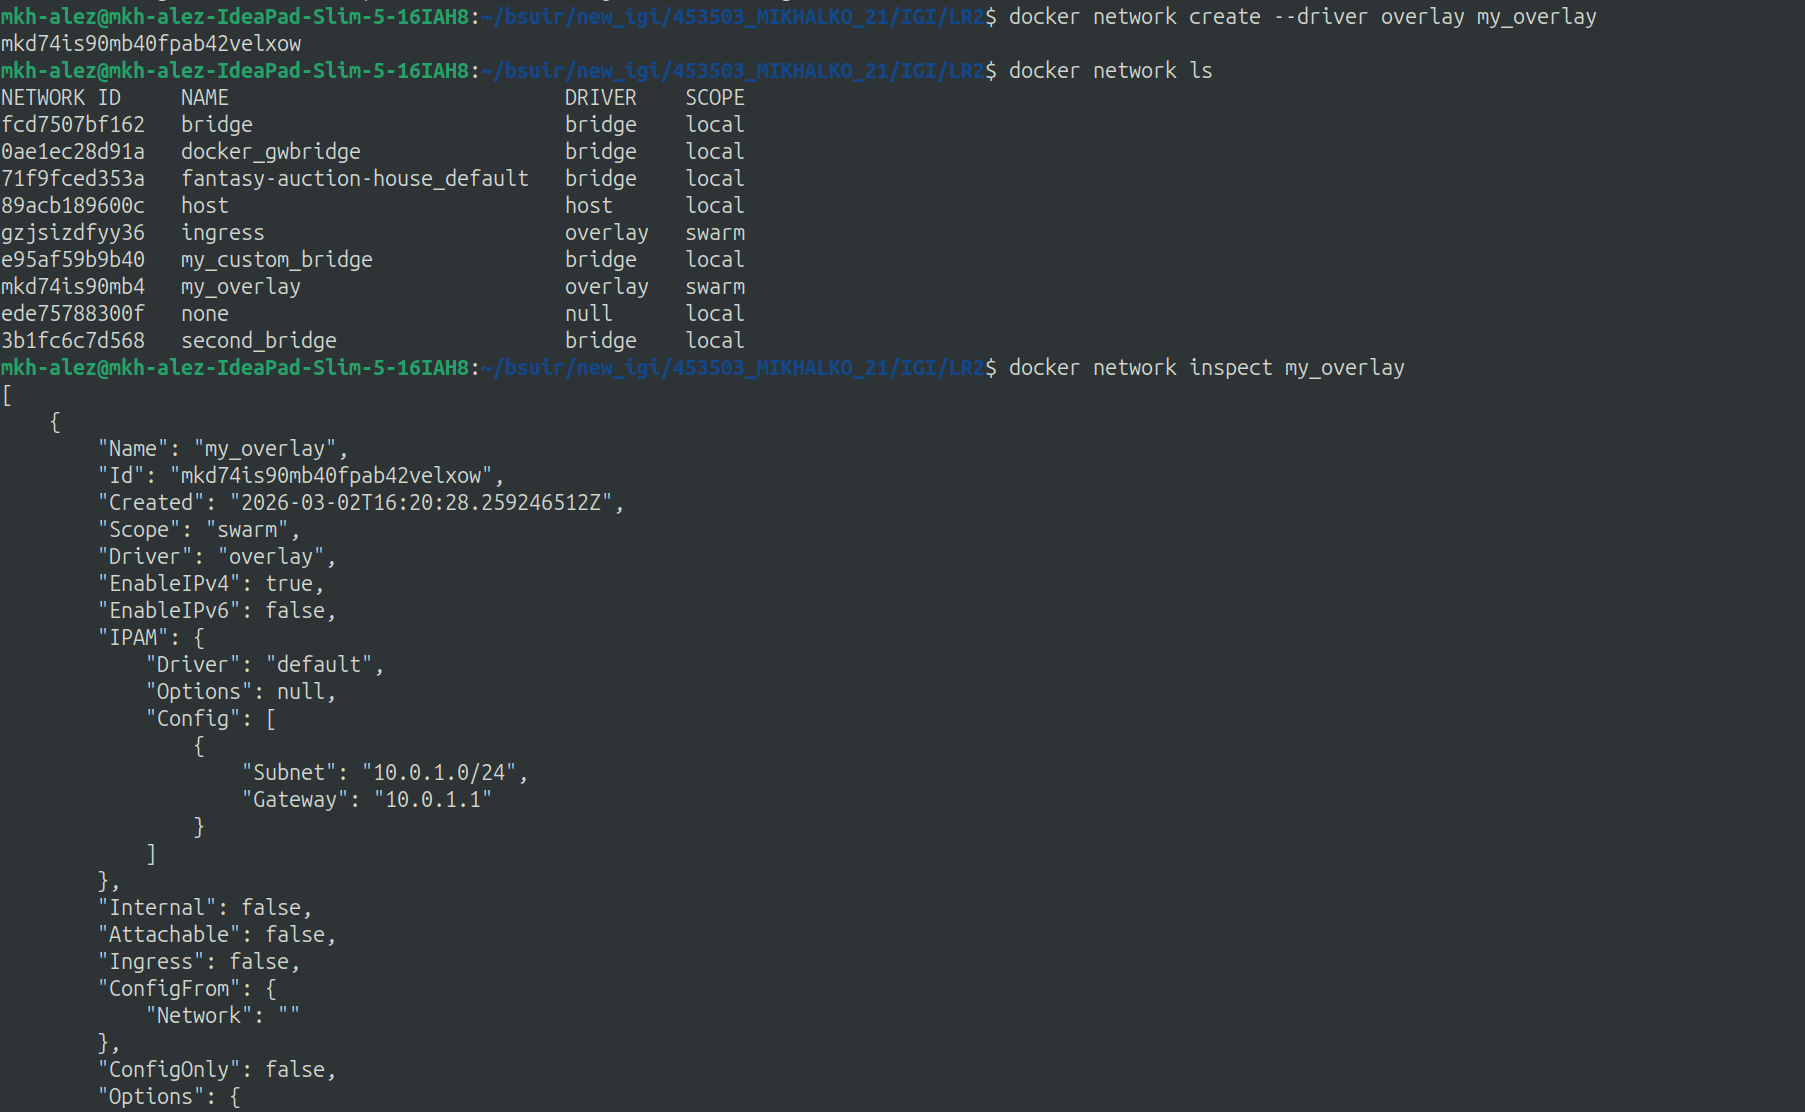 mkh-alez@mkh-alez-IdeaPad-Slim-5-16IAH8:~/bsuir/new_igi/453503_MIKHALKO_21/IGI/LR2$ docker network create --driver overlay my_overlay
mkd74is90mb40fpab42velxow
mkh-alez@mkh-alez-IdeaPad-Slim-5-16IAH8:~/bsuir/new_igi/453503_MIKHALKO_21/IGI/LR2$ docker network ls
NETWORK ID     NAME                            DRIVER    SCOPE
fcd7507bf162   bridge                          bridge    local
0ae1ec28d91a   docker_gwbridge                 bridge    local
71f9fced353a   fantasy-auction-house_default   bridge    local
89acb189600c   host                            host      local
gzjsizdfyy36   ingress                         overlay   swarm
e95af59b9b40   my_custom_bridge                bridge    local
mkd74is90mb4   my_overlay                      overlay   swarm
ede75788300f   none                            null      local
3b1fc6c7d568   second_bridge                   bridge    local
mkh-alez@mkh-alez-IdeaPad-Slim-5-16IAH8:~/bsuir/new_igi/453503_MIKHALKO_21/IGI/LR2$ docker network inspect my_overlay
[
    {
        "Name": "my_overlay",
        "Id": "mkd74is90mb40fpab42velxow",
        "Created": "2026-03-02T16:20:28.259246512Z",
        "Scope": "swarm",
        "Driver": "overlay",
        "EnableIPv4": true,
        "EnableIPv6": false,
        "IPAM": {
            "Driver": "default",
            "Options": null,
            "Config": [
                {
                    "Subnet": "10.0.1.0/24",
                    "Gateway": "10.0.1.1"
                }
            ]
        },
        "Internal": false,
        "Attachable": false,
        "Ingress": false,
        "ConfigFrom": {
            "Network": ""
        },
        "ConfigOnly": false,
        "Options": {